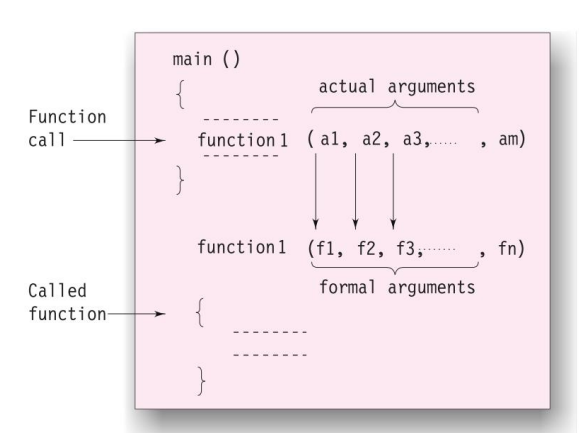 main ()
{
actual arguments
- - - - - - - -
Function call
function1 ( a1, a2, a3,...... , am)
- - - - - - - -
}
function1 (f1, f2, f3,....... , fn)
formal arguments
Called function
{
- - - - - - - -
- - - - - - - -
}